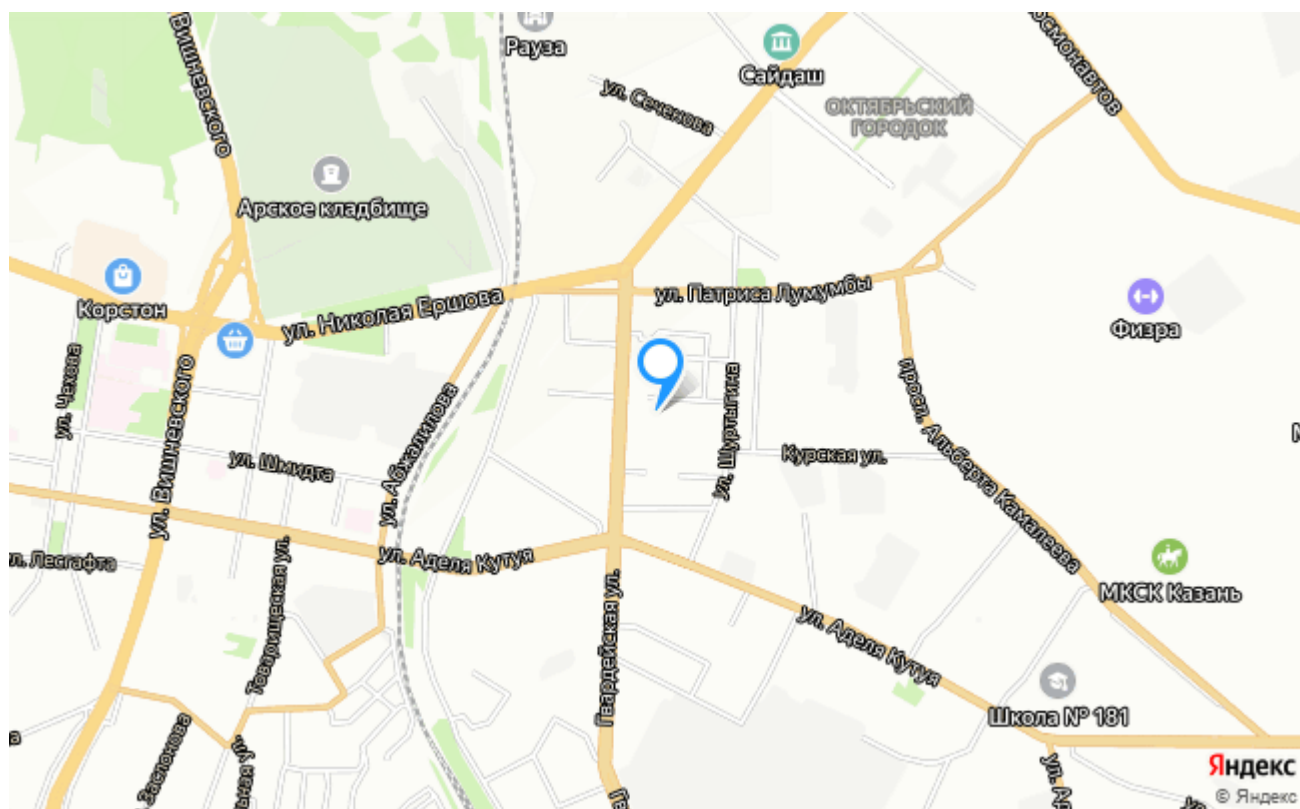 Вишневского
Рауза
Сайдаш
ул. Сеченова
ОКТЯБРЬСКИЙ
ГОРОДОК
Арское кладбище
Корстон
ул. Николая Ершова
ул. Патриса Лумумбы
Физра
ул. Чехова
ул. Вишневского
ул. Шмидта
ул. Абжалилова
ул. Шуртыгина
Курская ул.
просп. Альберта Камалеева
ул. Лесгафта
ул. Аделя Кутуя
Товарищеская ул.
Гвардейская ул.
ул. Аделя Кутуя
МКСК Казань
Школа № 181
Заслонова
Яндекс
© Яндекс